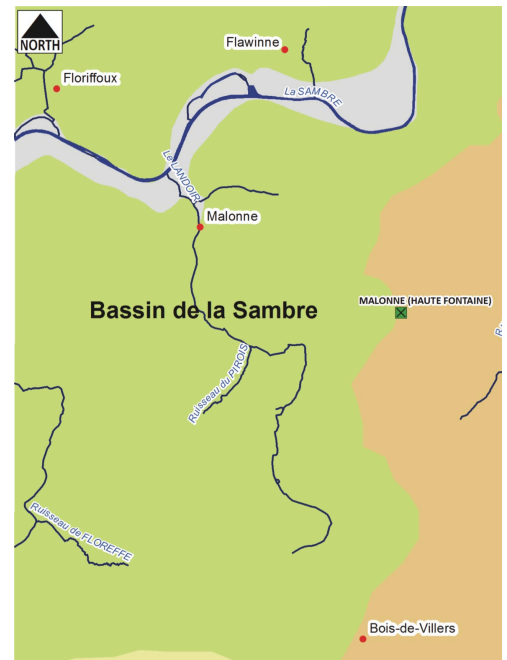 NORTH
Flawinne
Floriffoux
La SAMBRE
Le LANDOIR
Malonne
MALONNE (HAUTE FONTAINE)
Bassin de la Sambre
Ruisseau du PIROIS
Ruisseau de FLOREFFE
Bois-de-Villers